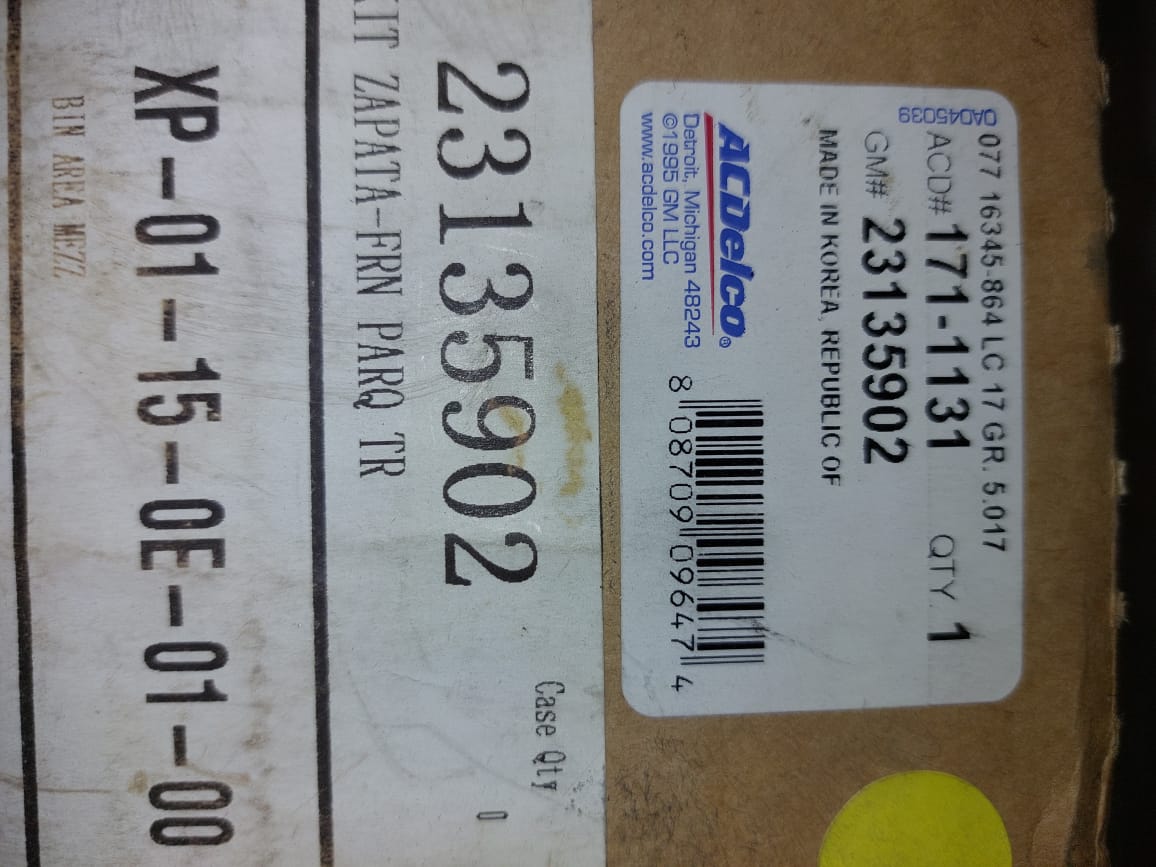 077 16345-864 LC 17 GR. 5.017
0A045039
ACD# 171-1131 QTY. 1
GM# 23135902
MADE IN KOREA, REPUBLIC OF
ACDelco®
Detroit, Michigan 48243
©1995 GM LLC
www.acdelco.com
8 08709 09647 4
Case Qty
0
23135902
KIT ZAPATA-FRN PARQ TR
XP-01-15-0E-01-00
BIN AREA MEZZ